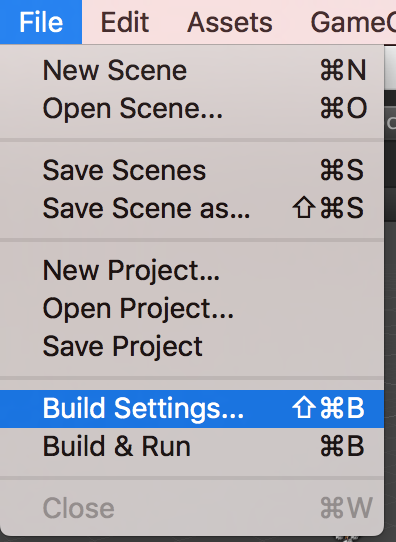 File Edit Assets
New Scene ⌘N
Open Scene... ⌘O
Save Scenes ⌘S
Save Scene as... ⇧⌘S
New Project...
Open Project...
Save Project
Build Settings... ⇧⌘B
Build & Run ⌘B
Close ⌘W